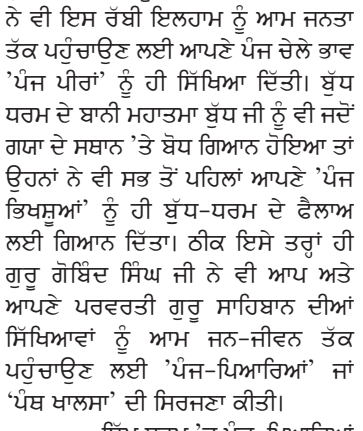 ਨੇ ਵੀ ਇਸ ਰੱਬੀ ਇਲਹਾਮ ਨੂੰ ਆਮ ਜਨਤਾ
ਤੱਕ ਪਹੁੰਚਾਉਣ ਲਈ ਆਪਣੇ ਪੰਜ ਚੇਲੇ ਭਾਵ
'ਪੰਜ ਪੀਰਾਂ' ਨੂੰ ਹੀ ਸਿੱਖਿਆ ਦਿੱਤੀ। ਬੁੱਧ
ਧਰਮ ਦੇ ਬਾਨੀ ਮਹਾਤਮਾ ਬੁੱਧ ਜੀ ਨੂੰ ਵੀ ਜਦੋਂ
ਗਯਾ ਦੇ ਸਥਾਨ 'ਤੇ ਬੋਧ ਗਿਆਨ ਹੋਇਆ ਤਾਂ
ਉਹਨਾਂ ਨੇ ਵੀ ਸਭ ਤੋਂ ਪਹਿਲਾਂ ਆਪਣੇ 'ਪੰਜ
ਭਿਖਸ਼ੂਆਂ' ਨੂੰ ਹੀ ਬੁੱਧ-ਧਰਮ ਦੇ ਫੈਲਾਅ
ਲਈ ਗਿਆਨ ਦਿੱਤਾ। ਠੀਕ ਇਸੇ ਤਰ੍ਹਾਂ ਹੀ
ਗੁਰੂ ਗੋਬਿੰਦ ਸਿੰਘ ਜੀ ਨੇ ਵੀ ਆਪ ਅਤੇ
ਆਪਣੇ ਪਰਵਰਤੀ ਗੁਰੂ ਸਾਹਿਬਾਨ ਦੀਆਂ
ਸਿੱਖਿਆਵਾਂ ਨੂੰ ਆਮ ਜਨ-ਜੀਵਨ ਤੱਕ
ਪਹੁੰਚਾਉਣ ਲਈ 'ਪੰਜ-ਪਿਆਰਿਆਂ' ਜਾਂ
'ਪੰਥ ਖਾਲਸਾ' ਦੀ ਸਿਰਜਣਾ ਕੀਤੀ।